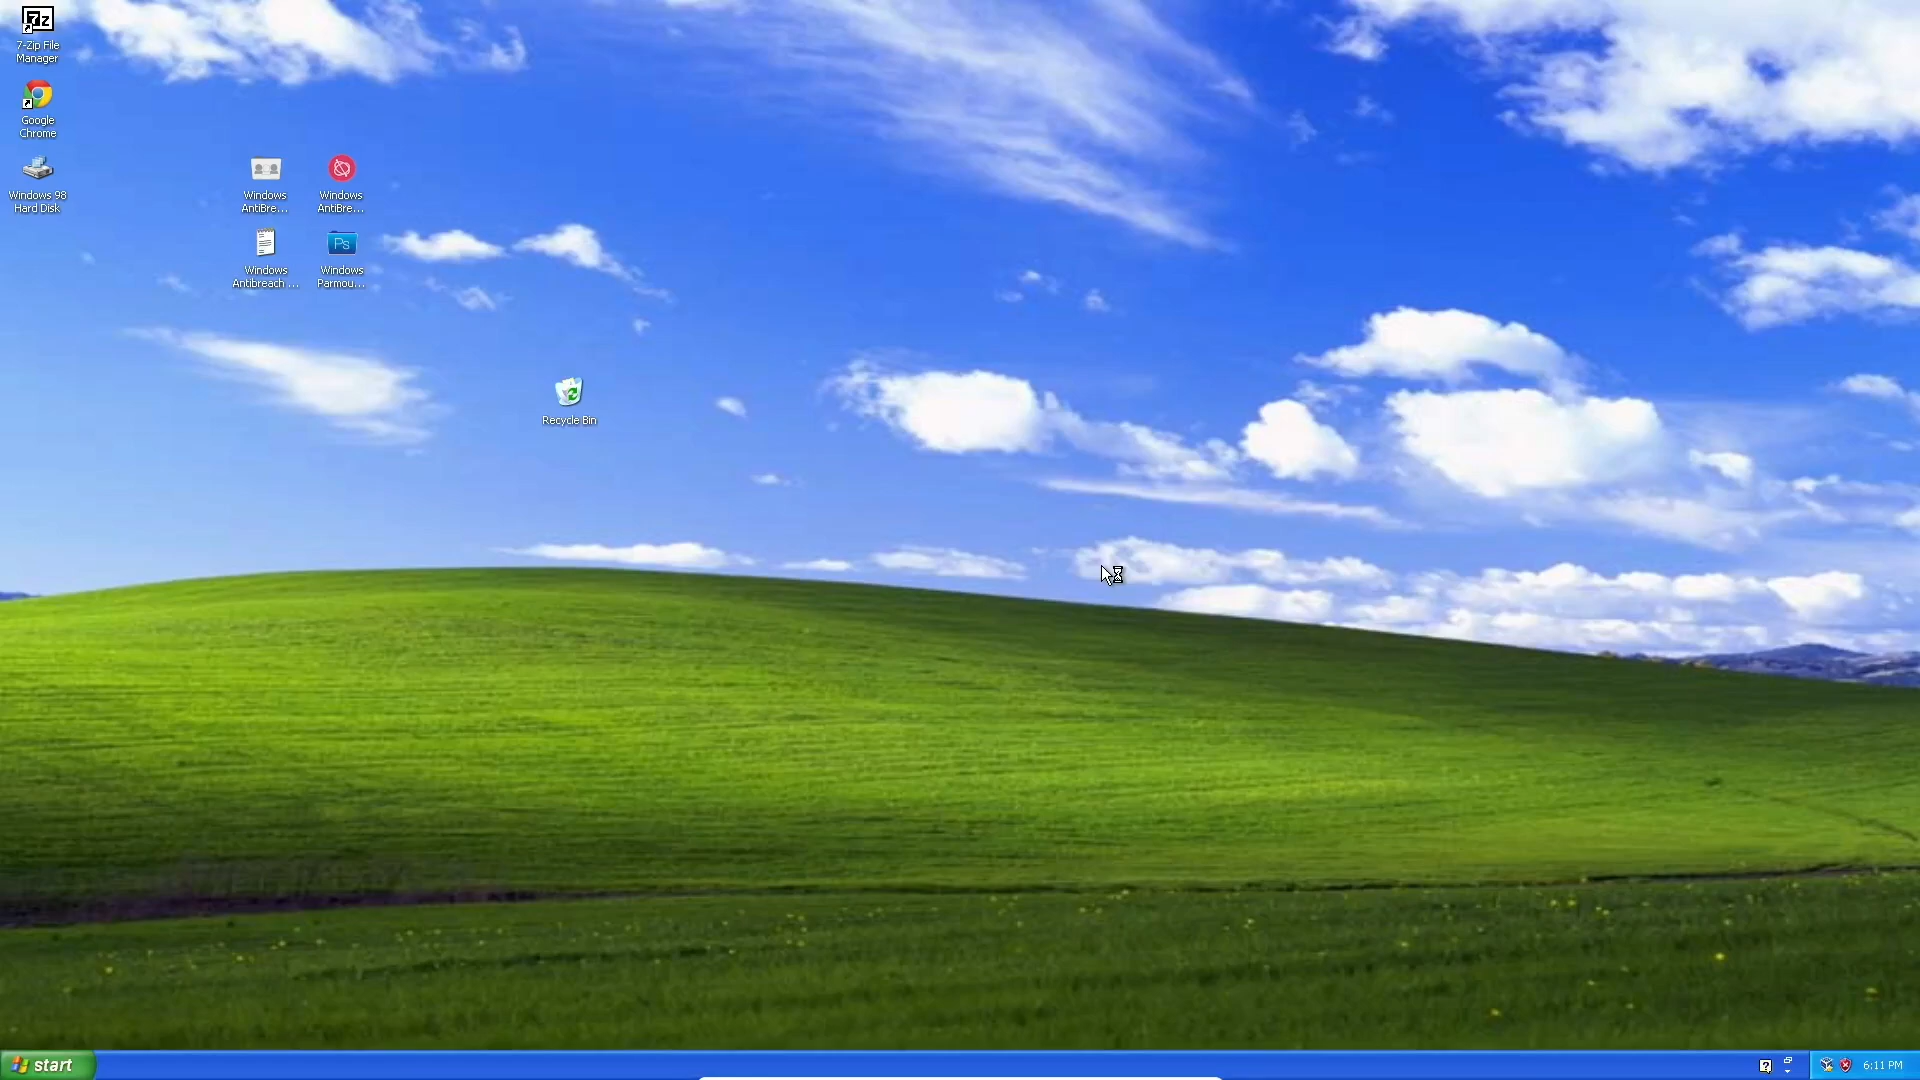 7-Zip File
Manager
Google
Chrome
Windows 98
Hard Disk
Windows
AntiBre...
Windows
AntiBre...
Windows
Antibreach ...
Ps
Windows
Parmou...
Recycle Bin
start
6:11 PM